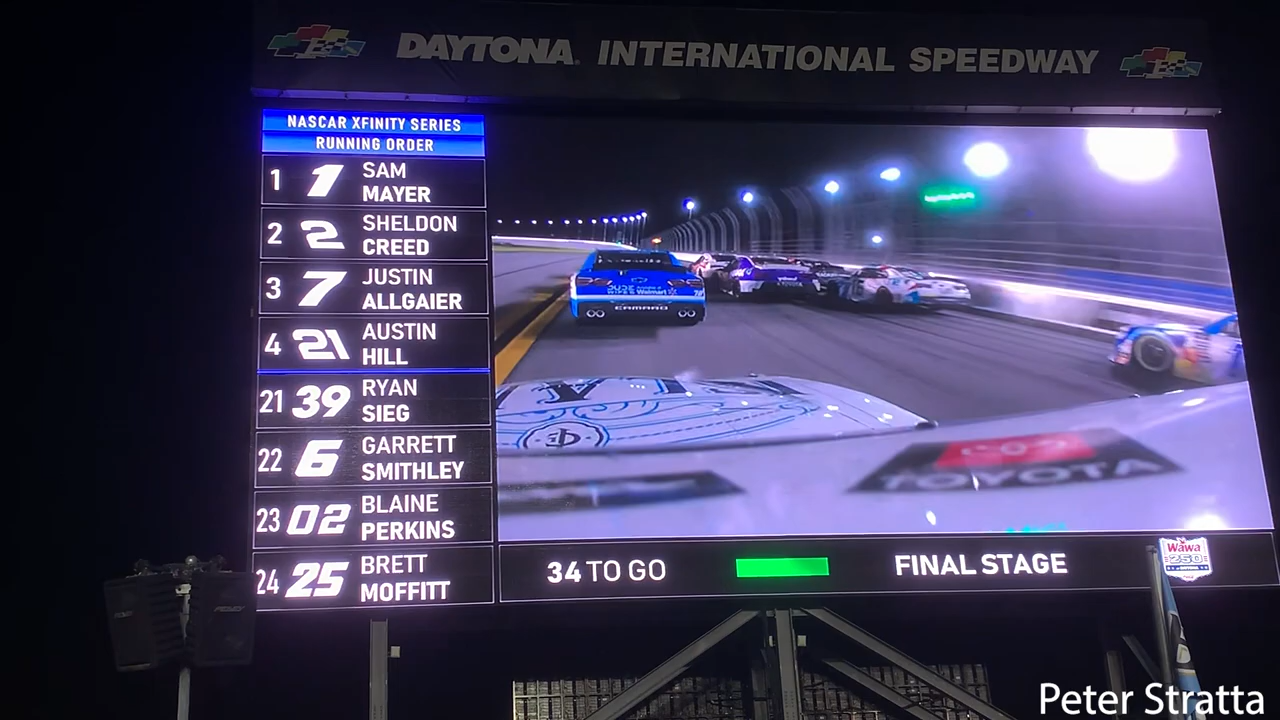 DAYTONA INTERNATIONAL SPEEDWAY
NASCAR XFINITY SERIES
RUNNING ORDER
1 1 SAM MAYER
2 2 SHELDON CREED
3 7 JUSTIN ALLGAIER
4 21 AUSTIN HILL
21 39 RYAN SIEG
22 6 GARRETT SMITHLEY
23 02 BLAINE PERKINS
24 25 BRETT MOFFITT
CAMARO
TOYOTA
34 TO GO
FINAL STAGE
Wawa
250
Peter Stratta